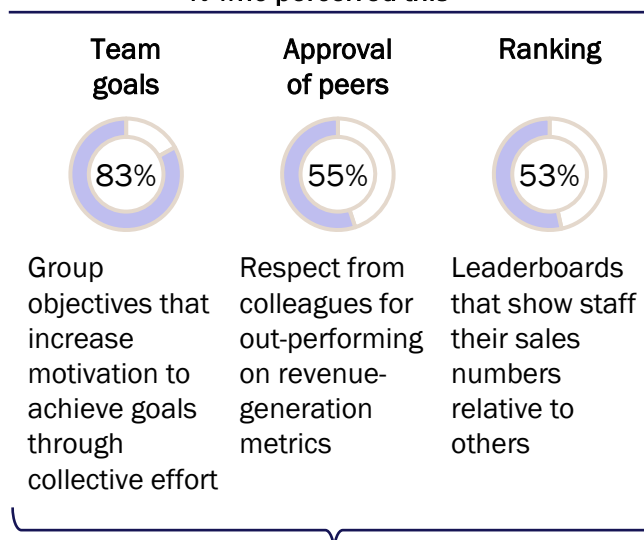 Team
goals
83%
Group
objectives that
increase
motivation to
achieve goals
through
collective effort
Approval
of peers
55%
Respect from
colleagues for
out-performing
on revenue-
generation
metrics
Ranking
53%
Leaderboards
that show staff
their sales
numbers
relative to
others